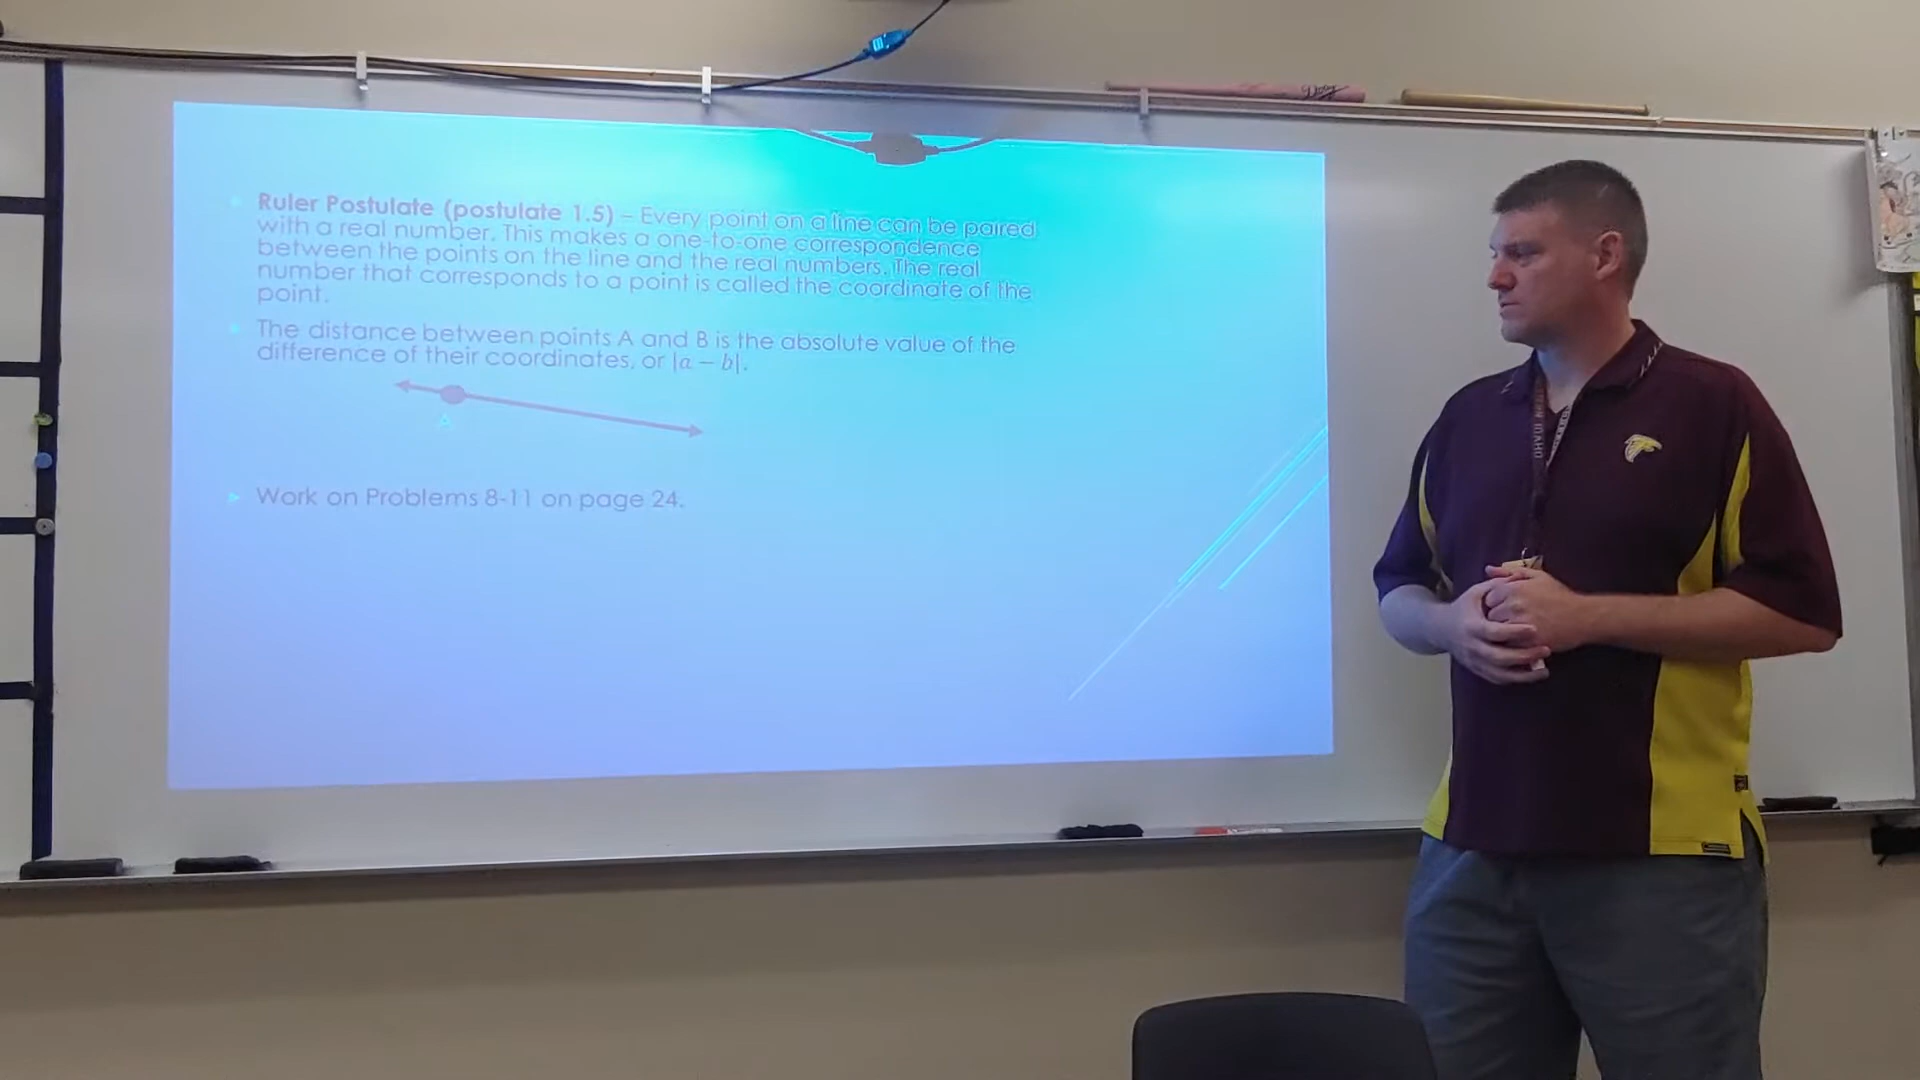 Ruler Postulate (postulate 1.5) – Every point on a line can be paired
with a real number. This makes a one-to-one correspondence
between the points on the line and the real numbers. The real
number that corresponds to a point is called the coordinate of the
point.
The distance between points A and B is the absolute value of the
difference of their coordinates, or |a – b|.
A
Work on Problems 8-11 on page 24.